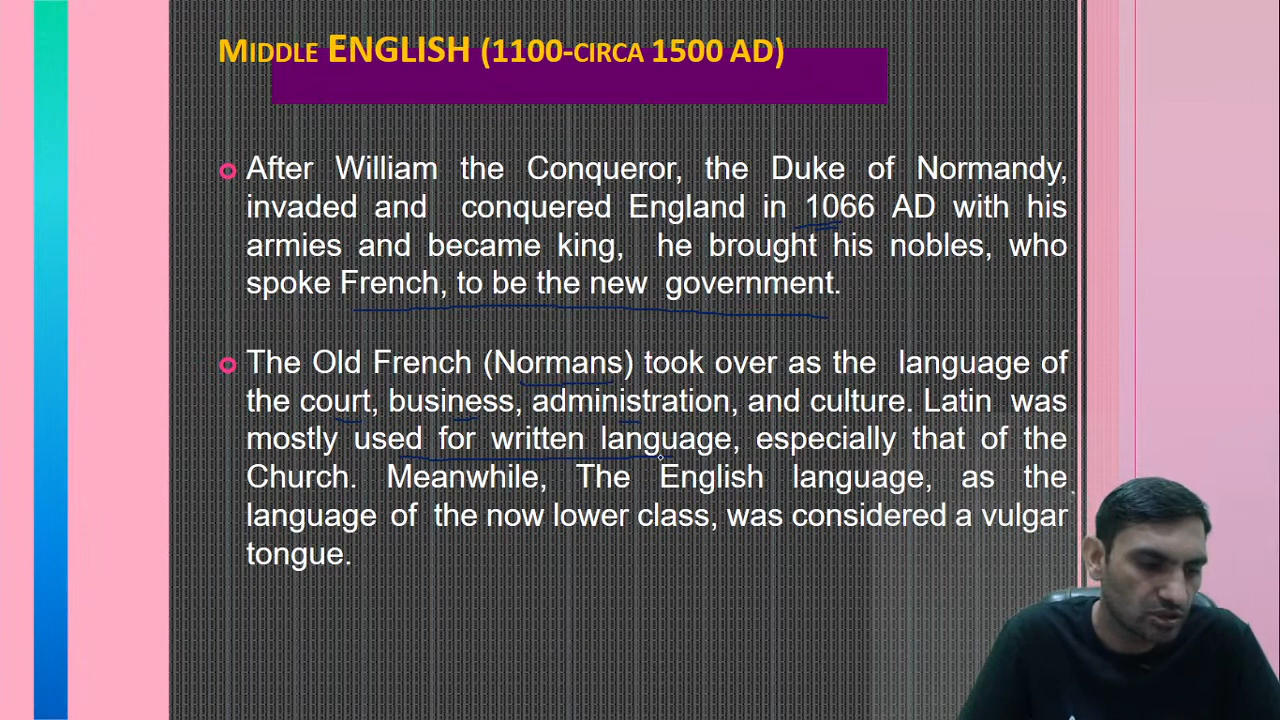 MIDDLE ENGLISH (1100-CIRCA 1500 AD)
After William the Conqueror, the Duke of Normandy,
invaded and conquered England in 1066 AD with his
armies and became king, he brought his nobles, who
spoke French, to be the new government.
The Old French (Normans) took over as the language of
the court, business, administration, and culture. Latin was
mostly used for written language, especially that of the
Church. Meanwhile, The English language, as the
language of the now lower class, was considered a vulgar
tongue.